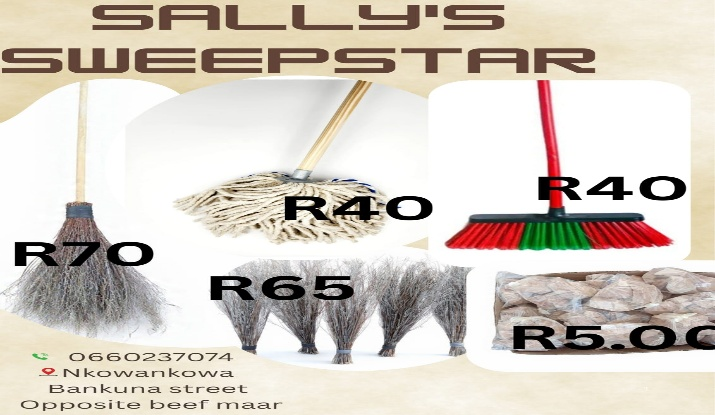 SALLY'S
SWEEPSTAR
R40
R40
R70
R65
R5.00
0660237074
Nkowankowa
Bankuna street
Opposite beef maar